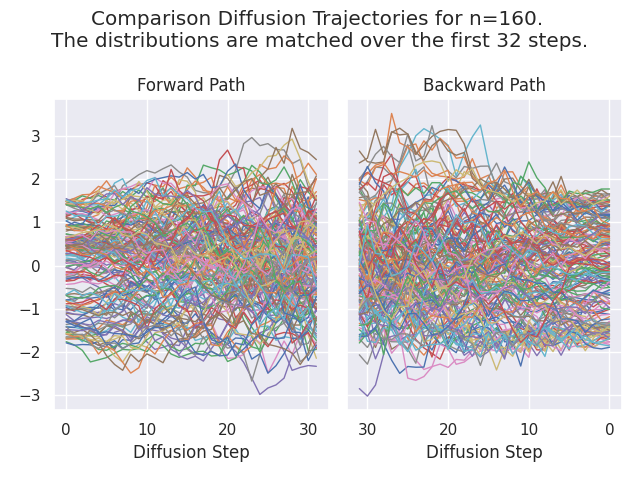 Comparison Diffusion Trajectories for n=160.
The distributions are matched over the first 32 steps.
Forward Path
Backward Path
3
2
1
0
−1
−2
−3
0 10 20 30
30 20 10 0
Diffusion Step
Diffusion Step